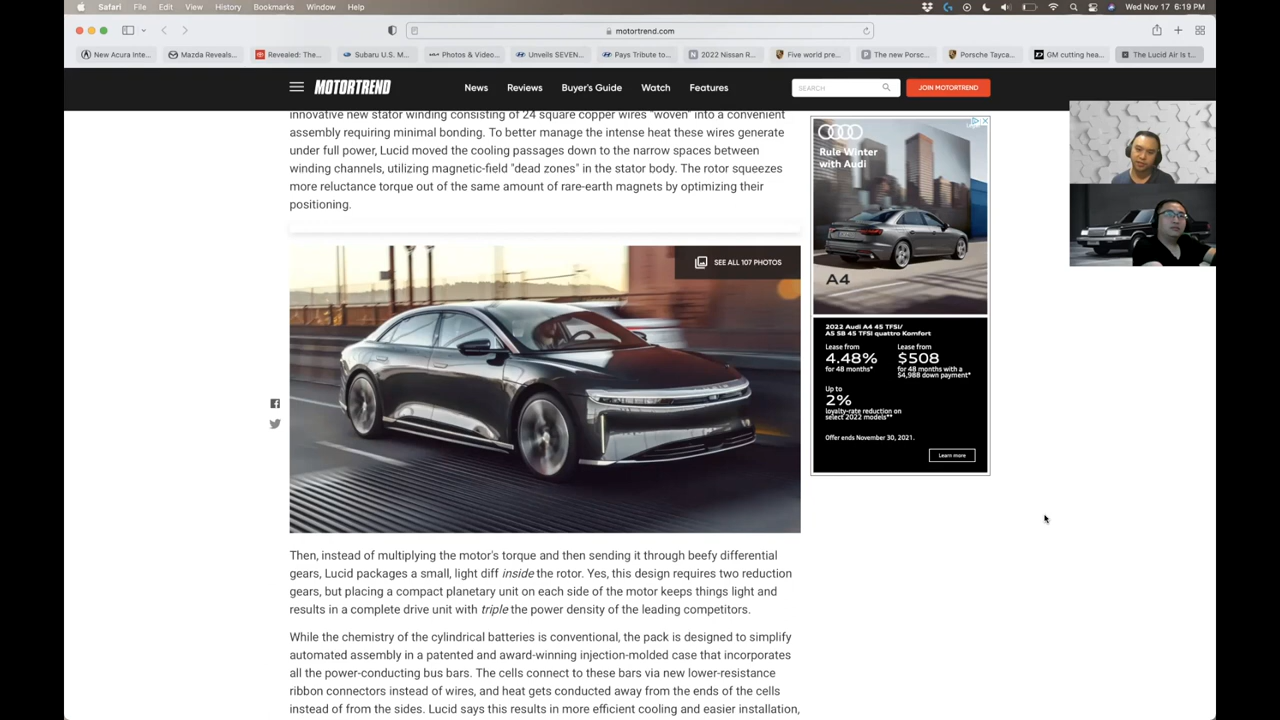 Safari File Edit View History Bookmarks Window Help
Wed Nov 17 6:19 PM
motortrend.com
New Acura Inte... Mazda Reveals... Revealed: The... Subaru U.S. M... Photos & Video... Unveils SEVEN... Pays Tribute to... 2022 Nissan R... Five world pre... The new Porsc... Porsche Tayca... GM cutting hea... The Lucid Air Is t...
MOTORTREND News Reviews Buyer's Guide Watch Features SEARCH JOIN MOTORTREND
innovative new stator winding consisting of 24 square copper wires "woven" into a convenient
assembly requiring minimal bonding. To better manage the intense heat these wires generate
under full power, Lucid moved the cooling passages down to the narrow spaces between
winding channels, utilizing magnetic-field "dead zones" in the stator body. The rotor squeezes
more reluctance torque out of the same amount of rare-earth magnets by optimizing their
positioning.
SEE ALL 107 PHOTOS
Then, instead of multiplying the motor's torque and then sending it through beefy differential
gears, Lucid packages a small, light diff inside the rotor. Yes, this design requires two reduction
gears, but placing a compact planetary unit on each side of the motor keeps things light and
results in a complete drive unit with triple the power density of the leading competitors.
While the chemistry of the cylindrical batteries is conventional, the pack is designed to simplify
automated assembly in a patented and award-winning injection-molded case that incorporates
all the power-conducting bus bars. The cells connect to these bars via new lower-resistance
ribbon connectors instead of wires, and heat gets conducted away from the ends of the cells
instead of from the sides. Lucid says this results in more efficient cooling and easier installation,
Rule Winter
with Audi
A4
2022 Audi A4 45 TFSI/
A5 SB 45 TFSI quattro Komfort
Lease from
4.48%
for 48 months*
Lease from
$508
for 48 months with a
$4,988 down payment*
Up to
2%
loyalty-rate reduction on
select 2022 models**
Offer ends November 30, 2021.
Learn more